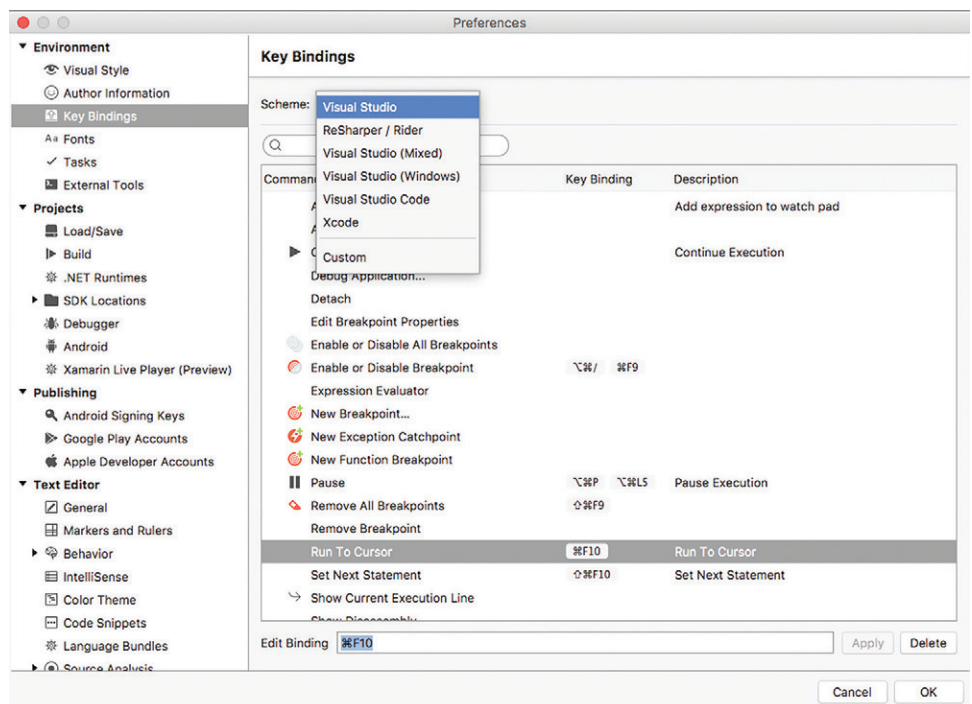 Preferences
Environment
Visual Style
Author Information
Key Bindings
Aa Fonts
Tasks
External Tools
Projects
Load/Save
Build
.NET Runtimes
SDK Locations
Debugger
Android
Xamarin Live Player (Preview)
Publishing
Android Signing Keys
Google Play Accounts
Apple Developer Accounts
Text Editor
General
Markers and Rulers
Behavior
IntelliSense
Color Theme
Code Snippets
Language Bundles
Source Analysis
Key Bindings
Scheme:
Visual Studio
ReSharper / Rider
Visual Studio (Mixed)
Visual Studio (Windows)
Visual Studio Code
Xcode
Custom
Key Binding Description
Add expression to watch pad
Continue Execution
Debug Application...
Detach
Edit Breakpoint Properties
Enable or Disable All Breakpoints
Enable or Disable Breakpoint ⌥⌘/ ⌘F9
Expression Evaluator
New Breakpoint...
New Exception Catchpoint
New Function Breakpoint
Pause ⌥⌘P ⌥⌘L5 Pause Execution
Remove All Breakpoints ⇧⌘F9
Remove Breakpoint
Run To Cursor ⌘F10 Run To Cursor
Set Next Statement ⇧⌘F10 Set Next Statement
Show Current Execution Line
Show Disassembly
Edit Binding ⌘F10 Apply Delete
Cancel OK